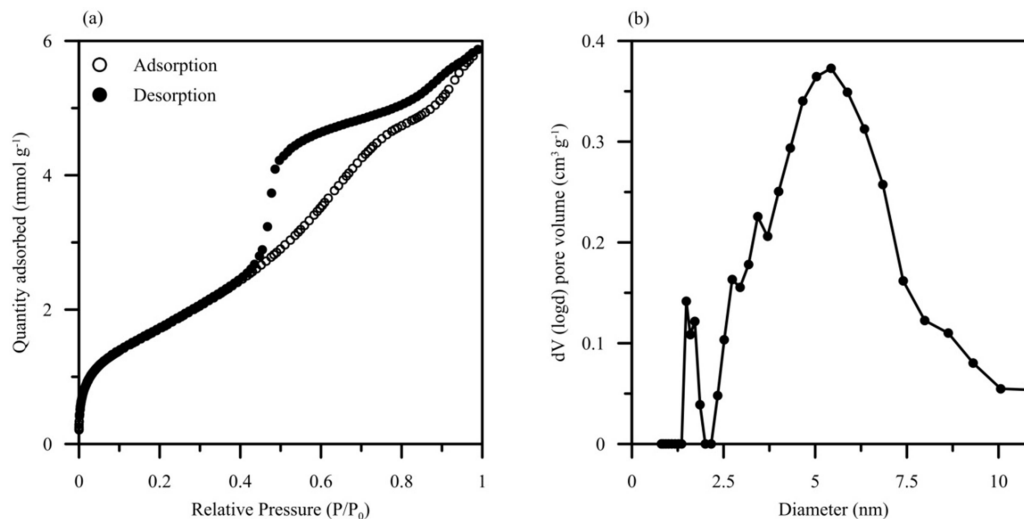 (a)
(b)
Adsorption
Desorption
Quantity adsorbed (mmol g⁻¹)
6
4
2
0
0
0.2
0.4
0.6
0.8
1
Relative Pressure (P/P₀)
dV (logd) pore volume (cm³ g⁻¹)
0.4
0.3
0.2
0.1
0
0
2.5
5
7.5
10
Diameter (nm)